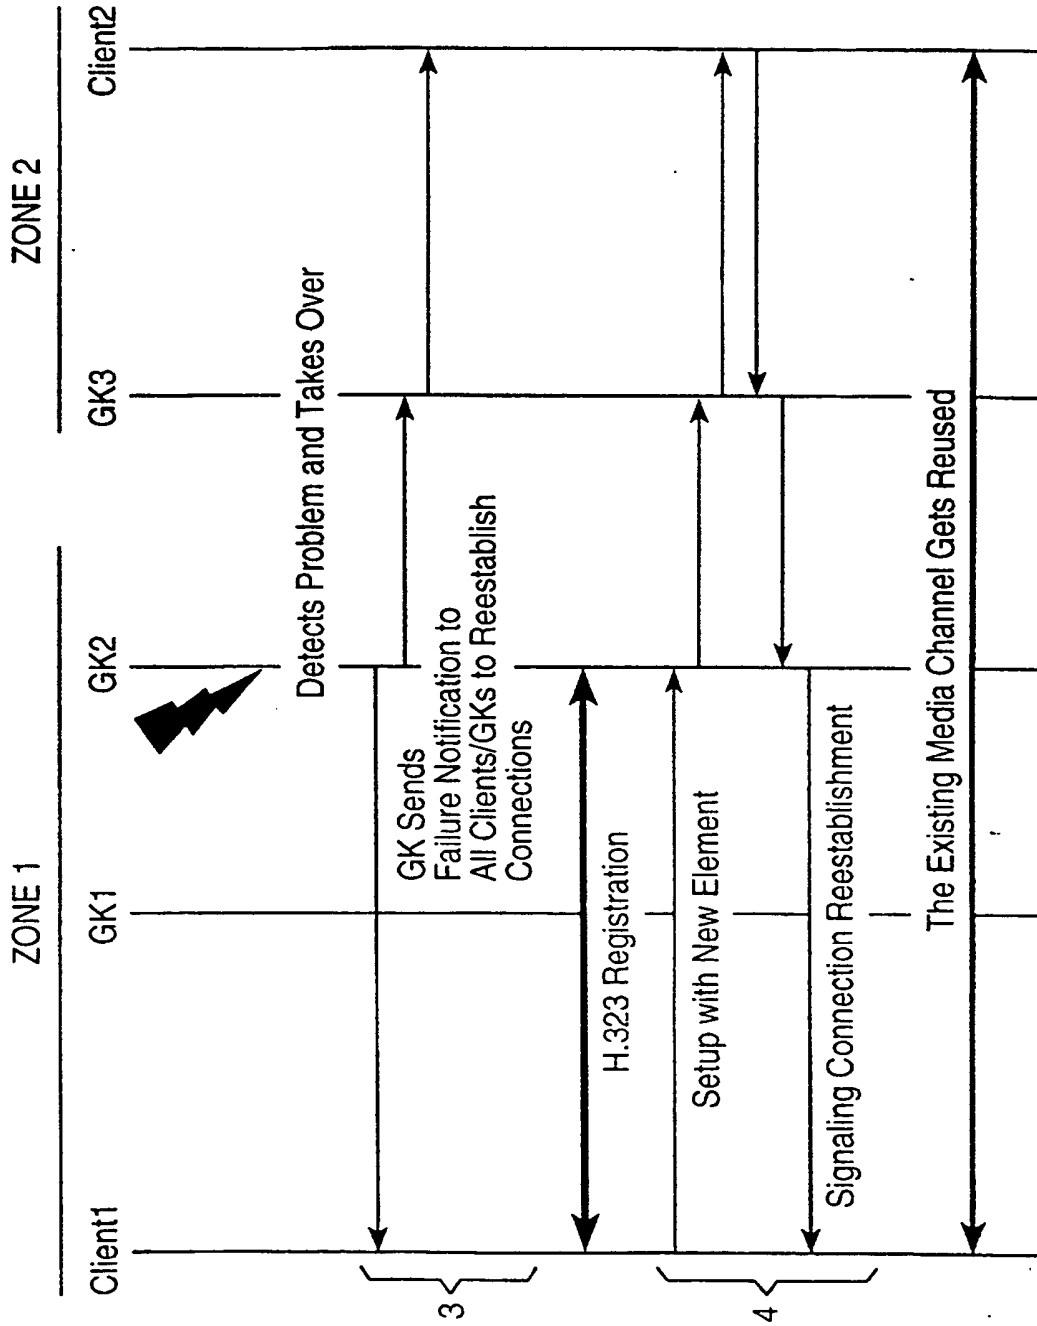 ZONE 1
ZONE 2
Client1
GK1
GK2
GK3
Client2
Detects Problem and Takes Over
3
GK Sends
Failure Notification to
All Clients/GKs to Reestablish
Connections
H.323 Registration
4
Setup with New Element
Signaling Connection Reestablishment
The Existing Media Channel Gets Reused